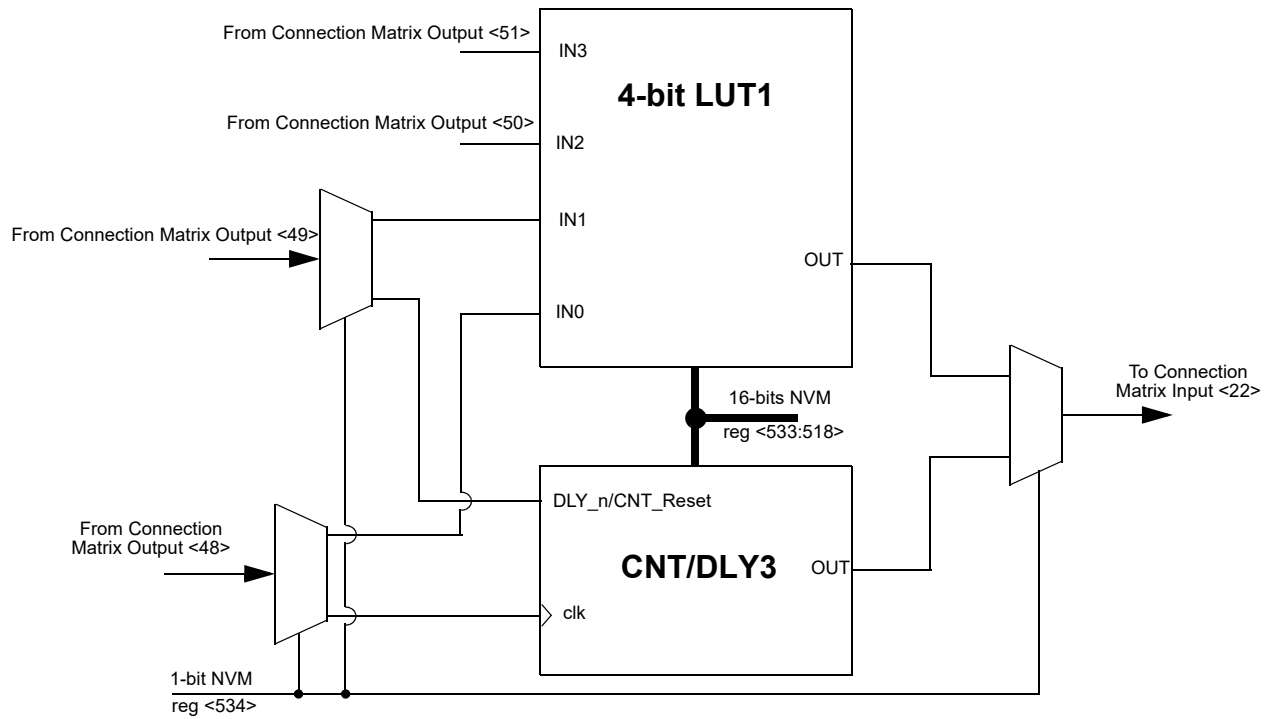 From Connection Matrix Output <51>
IN3
4-bit LUT1
From Connection Matrix Output <50>
IN2
IN1
From Connection Matrix Output <49>
OUT
IN0
To Connection
Matrix Input <22>
16-bits NVM
reg <533:518>
DLY_n/CNT_Reset
From Connection
Matrix Output <48>
CNT/DLY3
OUT
clk
1-bit NVM
reg <534>